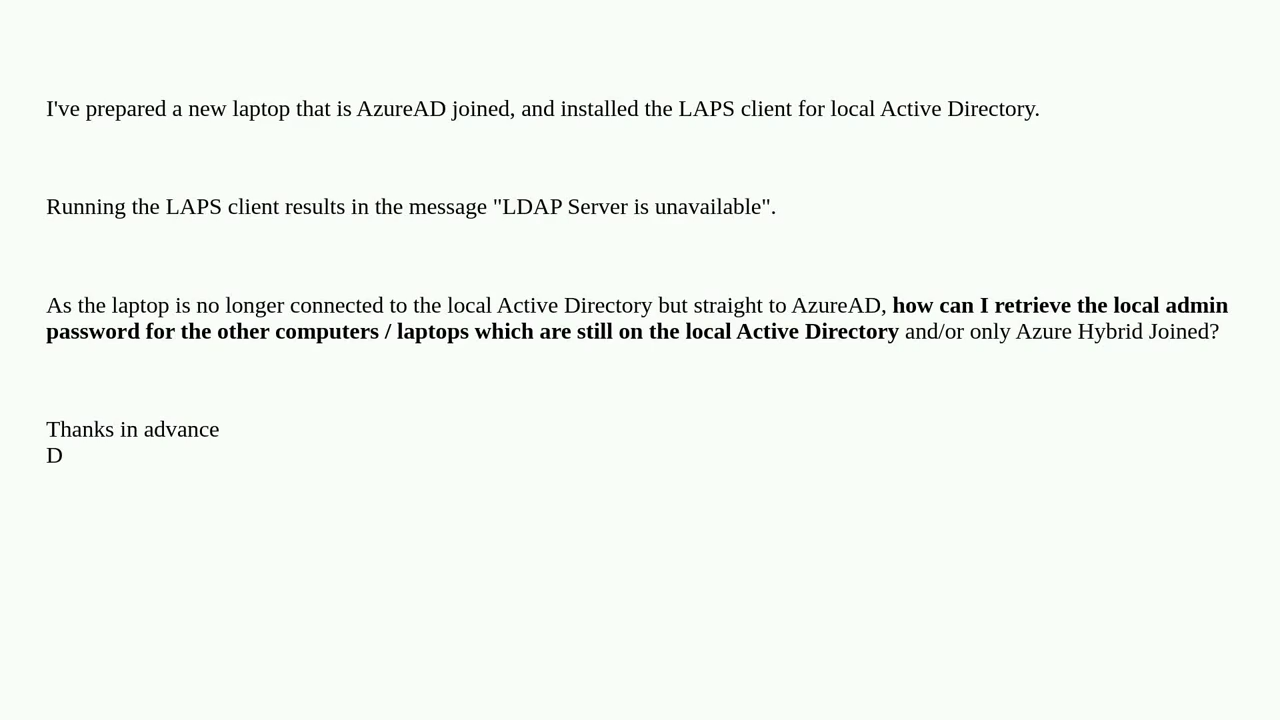 I've prepared a new laptop that is AzureAD joined, and installed the LAPS client for local Active Directory.
Running the LAPS client results in the message "LDAP Server is unavailable".
As the laptop is no longer connected to the local Active Directory but straight to AzureAD, how can I retrieve the local admin
password for the other computers / laptops which are still on the local Active Directory and/or only Azure Hybrid Joined?
Thanks in advance
D